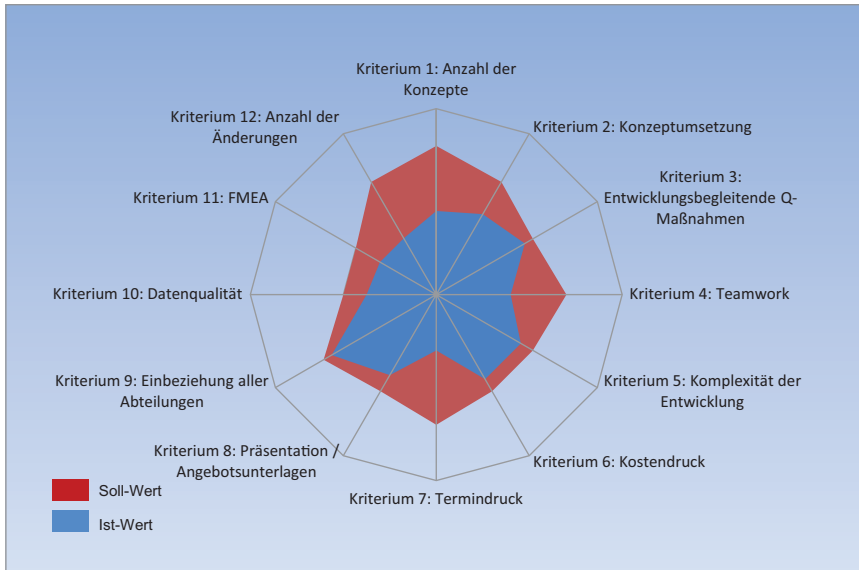 Kriterium 1: Anzahl der
Konzepte
Kriterium 2: Konzeptumsetzung
Kriterium 3:
Entwicklungsbegleitende Q-
Maßnahmen
Kriterium 4: Teamwork
Kriterium 5: Komplexität der
Entwicklung
Kriterium 6: Kostendruck
Kriterium 7: Termindruck
Kriterium 8: Präsentation /
Angebotsunterlagen
Kriterium 9: Einbeziehung aller
Abteilungen
Kriterium 10: Datenqualität
Kriterium 11: FMEA
Kriterium 12: Anzahl der
Änderungen
Soll-Wert
Ist-Wert